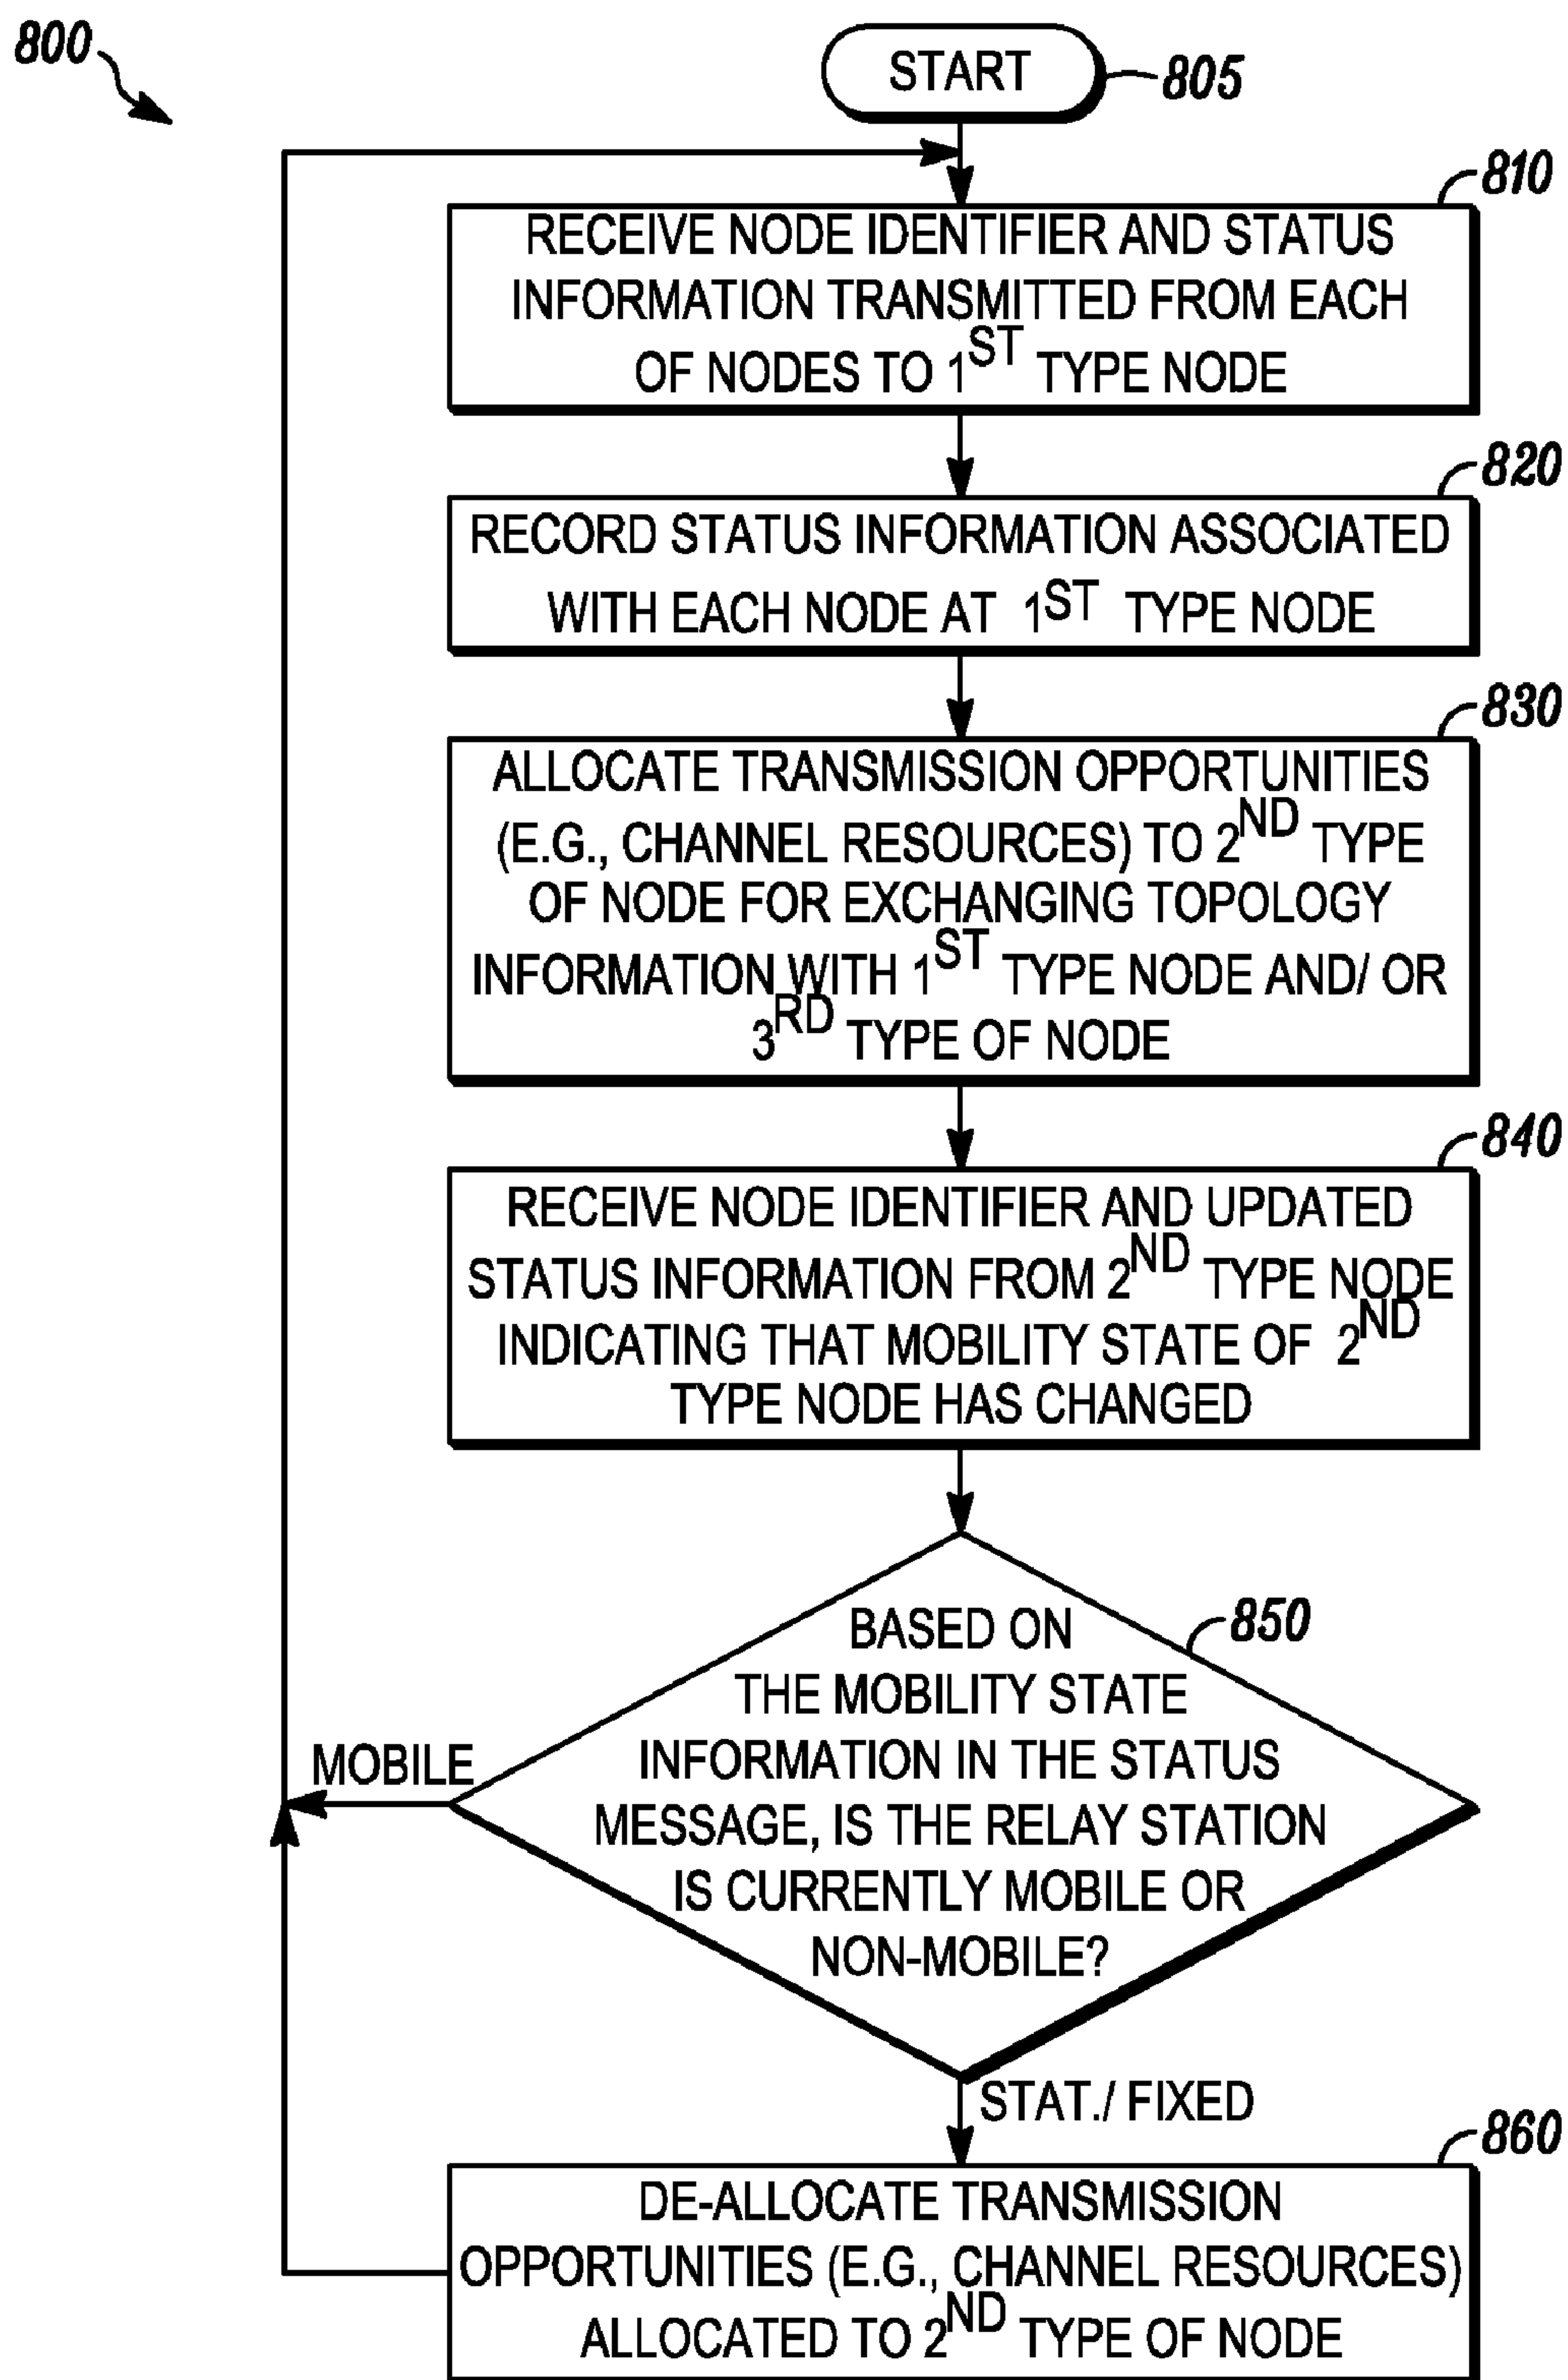 800
START
805
810
RECEIVE NODE IDENTIFIER AND STATUS
INFORMATION TRANSMITTED FROM EACH
OF NODES TO 1ST TYPE NODE
820
RECORD STATUS INFORMATION ASSOCIATED
WITH EACH NODE AT 1ST TYPE NODE
830
ALLOCATE TRANSMISSION OPPORTUNITIES
(E.G., CHANNEL RESOURCES) TO 2ND TYPE
OF NODE FOR EXCHANGING TOPOLOGY
INFORMATION WITH 1ST TYPE NODE AND/ OR
3RD TYPE OF NODE
840
RECEIVE NODE IDENTIFIER AND UPDATED
STATUS INFORMATION FROM 2ND TYPE NODE
INDICATING THAT MOBILITY STATE OF 2ND
TYPE NODE HAS CHANGED
850
BASED ON
THE MOBILITY STATE
INFORMATION IN THE STATUS
MESSAGE, IS THE RELAY STATION
IS CURRENTLY MOBILE OR
NON-MOBILE?
MOBILE
STAT./ FIXED
860
DE-ALLOCATE TRANSMISSION
OPPORTUNITIES (E.G., CHANNEL RESOURCES)
ALLOCATED TO 2ND TYPE OF NODE